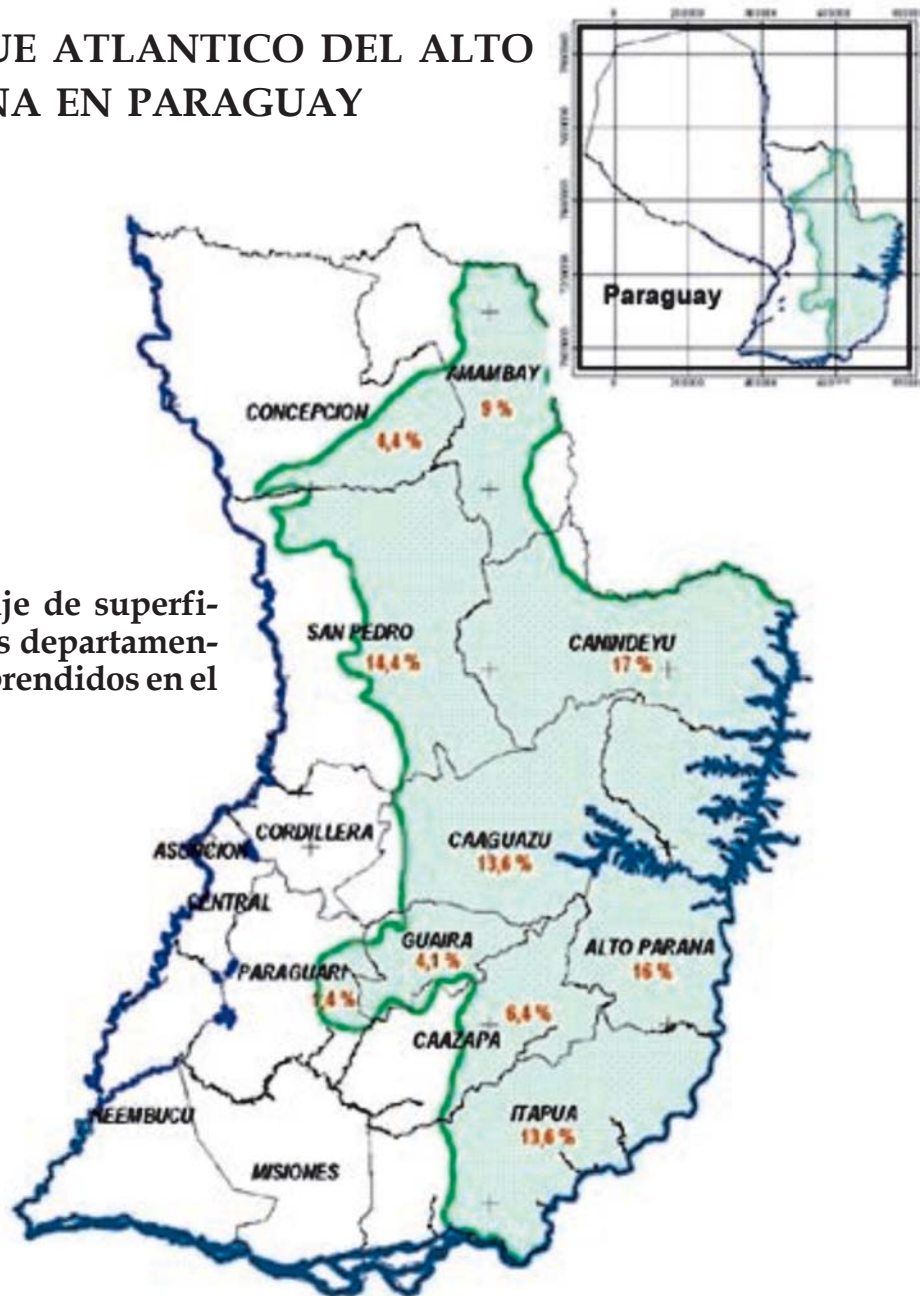 UE ATLANTICO DEL ALTO
NA EN PARAGUAY
Paraguay
AMAMBAY
9 %
CONCEPCION
4,4 %
je de superfi-
s departamen-
prendidos en el
SAN PEDRO
14,4 %
CANINDEYU
17 %
CORDILLERA
ASUNCION
CAAGUAZU
13,6 %
CENTRAL
GUAIRA
4,1 %
ALTO PARANA
16 %
PARAGUARI
1,4 %
6,4 %
CAAZAPA
ITAPUA
13,6 %
NEEMBUCU
MISIONES